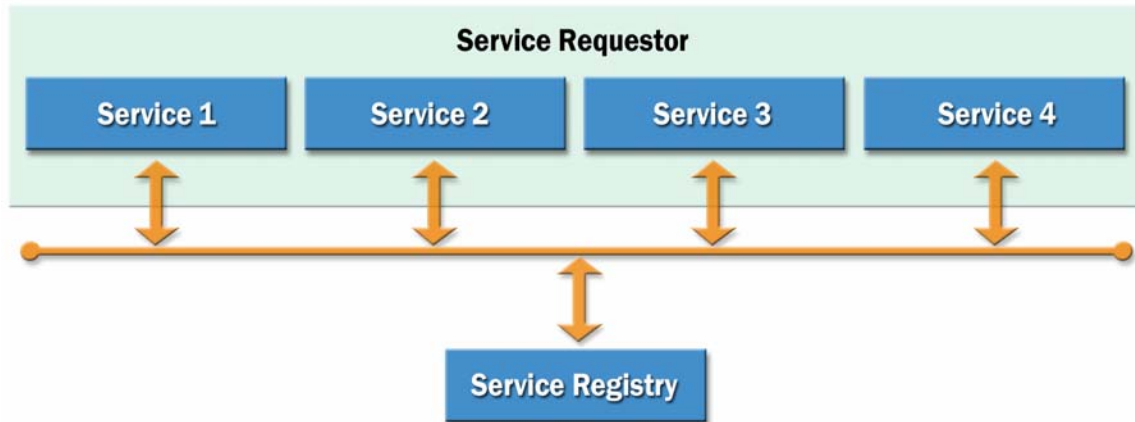 Service Requestor
Service 1
Service 2
Service 3
Service 4
Service Registry